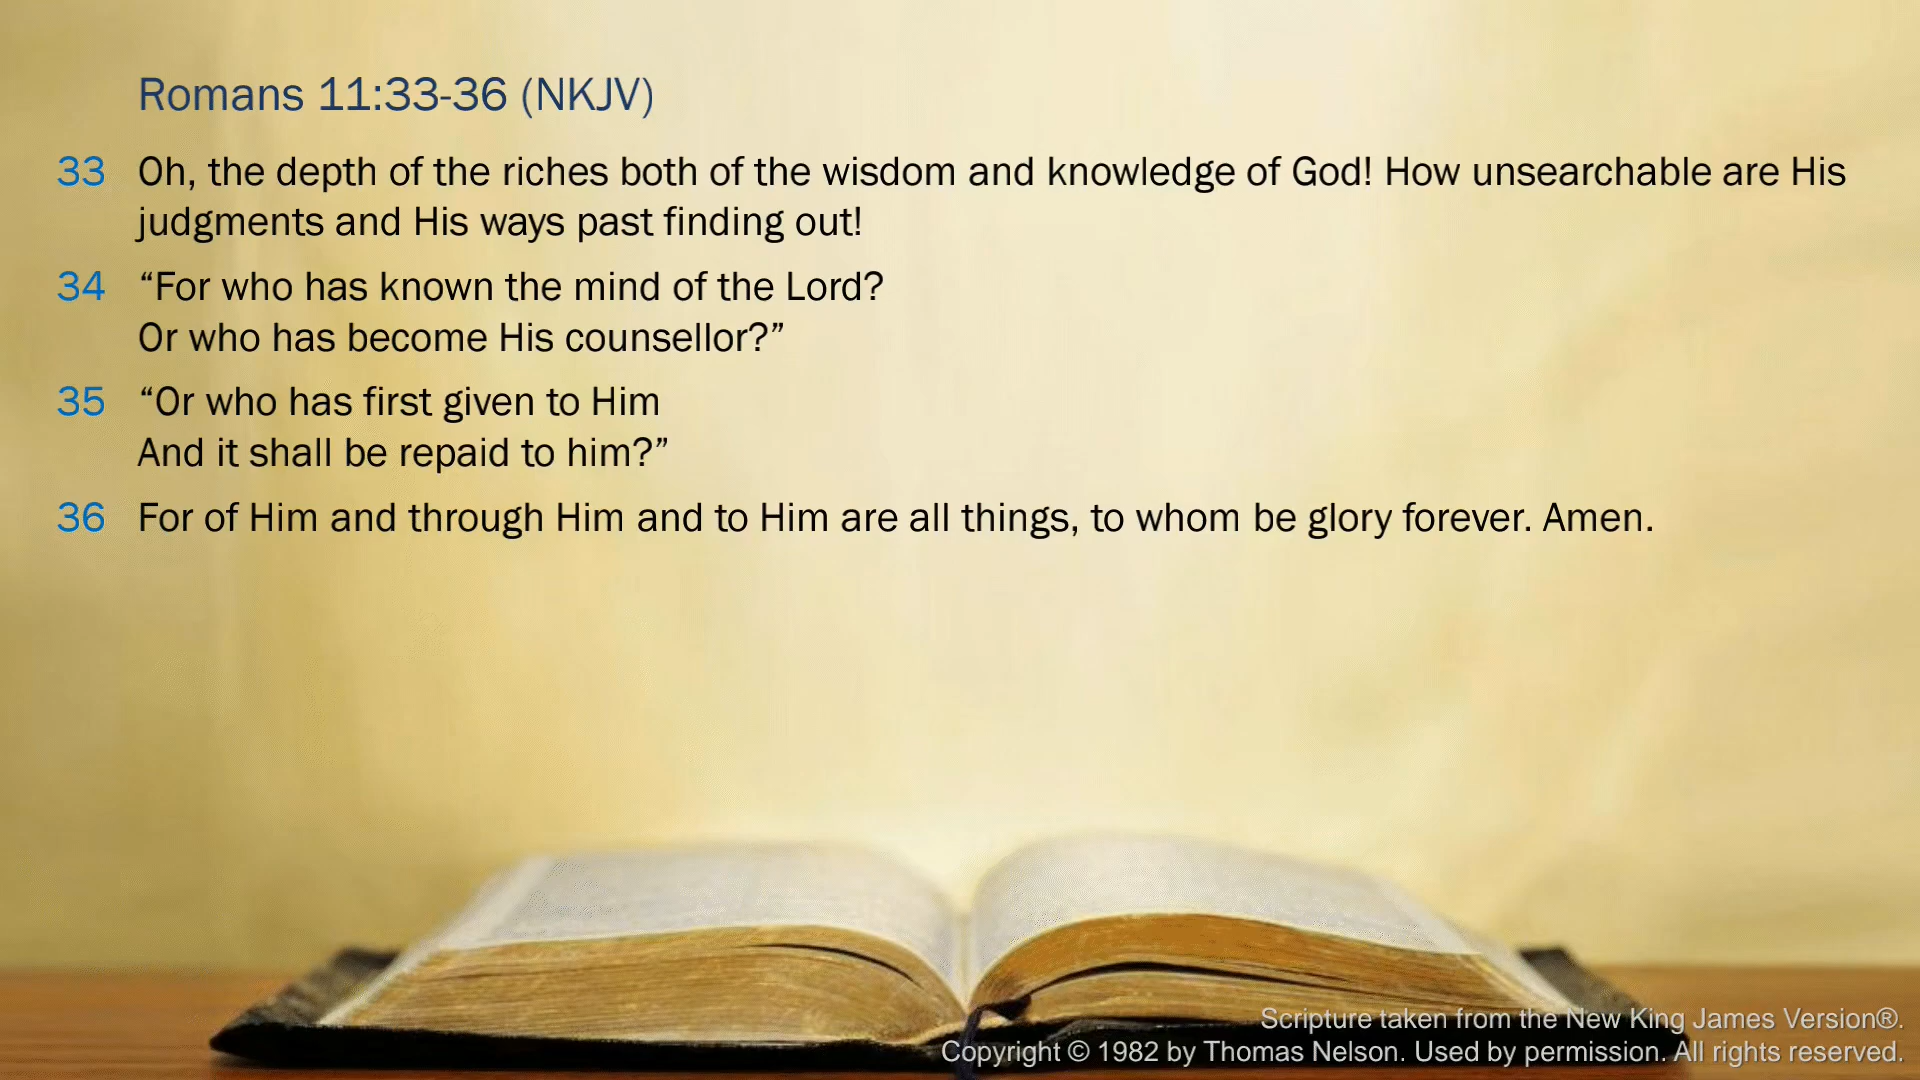 Romans 11:33-36 (NKJV)
33 Oh, the depth of the riches both of the wisdom and knowledge of God! How unsearchable are His
judgments and His ways past finding out!
34 “For who has known the mind of the Lord?
Or who has become His counsellor?”
35 “Or who has first given to Him
And it shall be repaid to him?”
36 For of Him and through Him and to Him are all things, to whom be glory forever. Amen.
Scripture taken from the New King James Version®.
Copyright © 1982 by Thomas Nelson. Used by permission. All rights reserved.